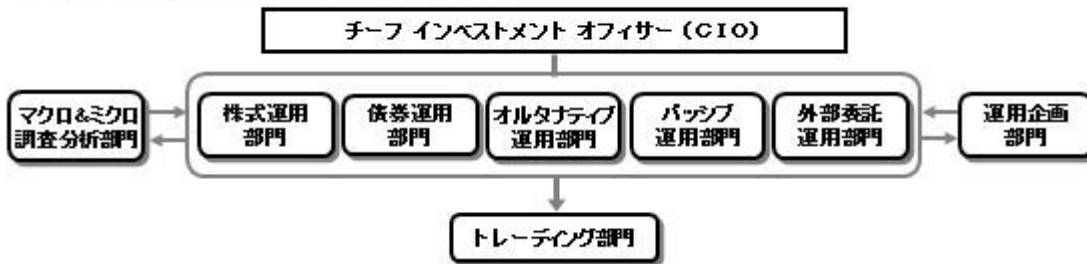 チーフ インベストメント オフィサー (CIO)
マクロ&ミクロ
調査分析部門
株式運用
部門
債券運用
部門
オルタナティブ
運用部門
パッシブ
運用部門
外部委託
運用部門
運用企画
部門
トレーディング部門